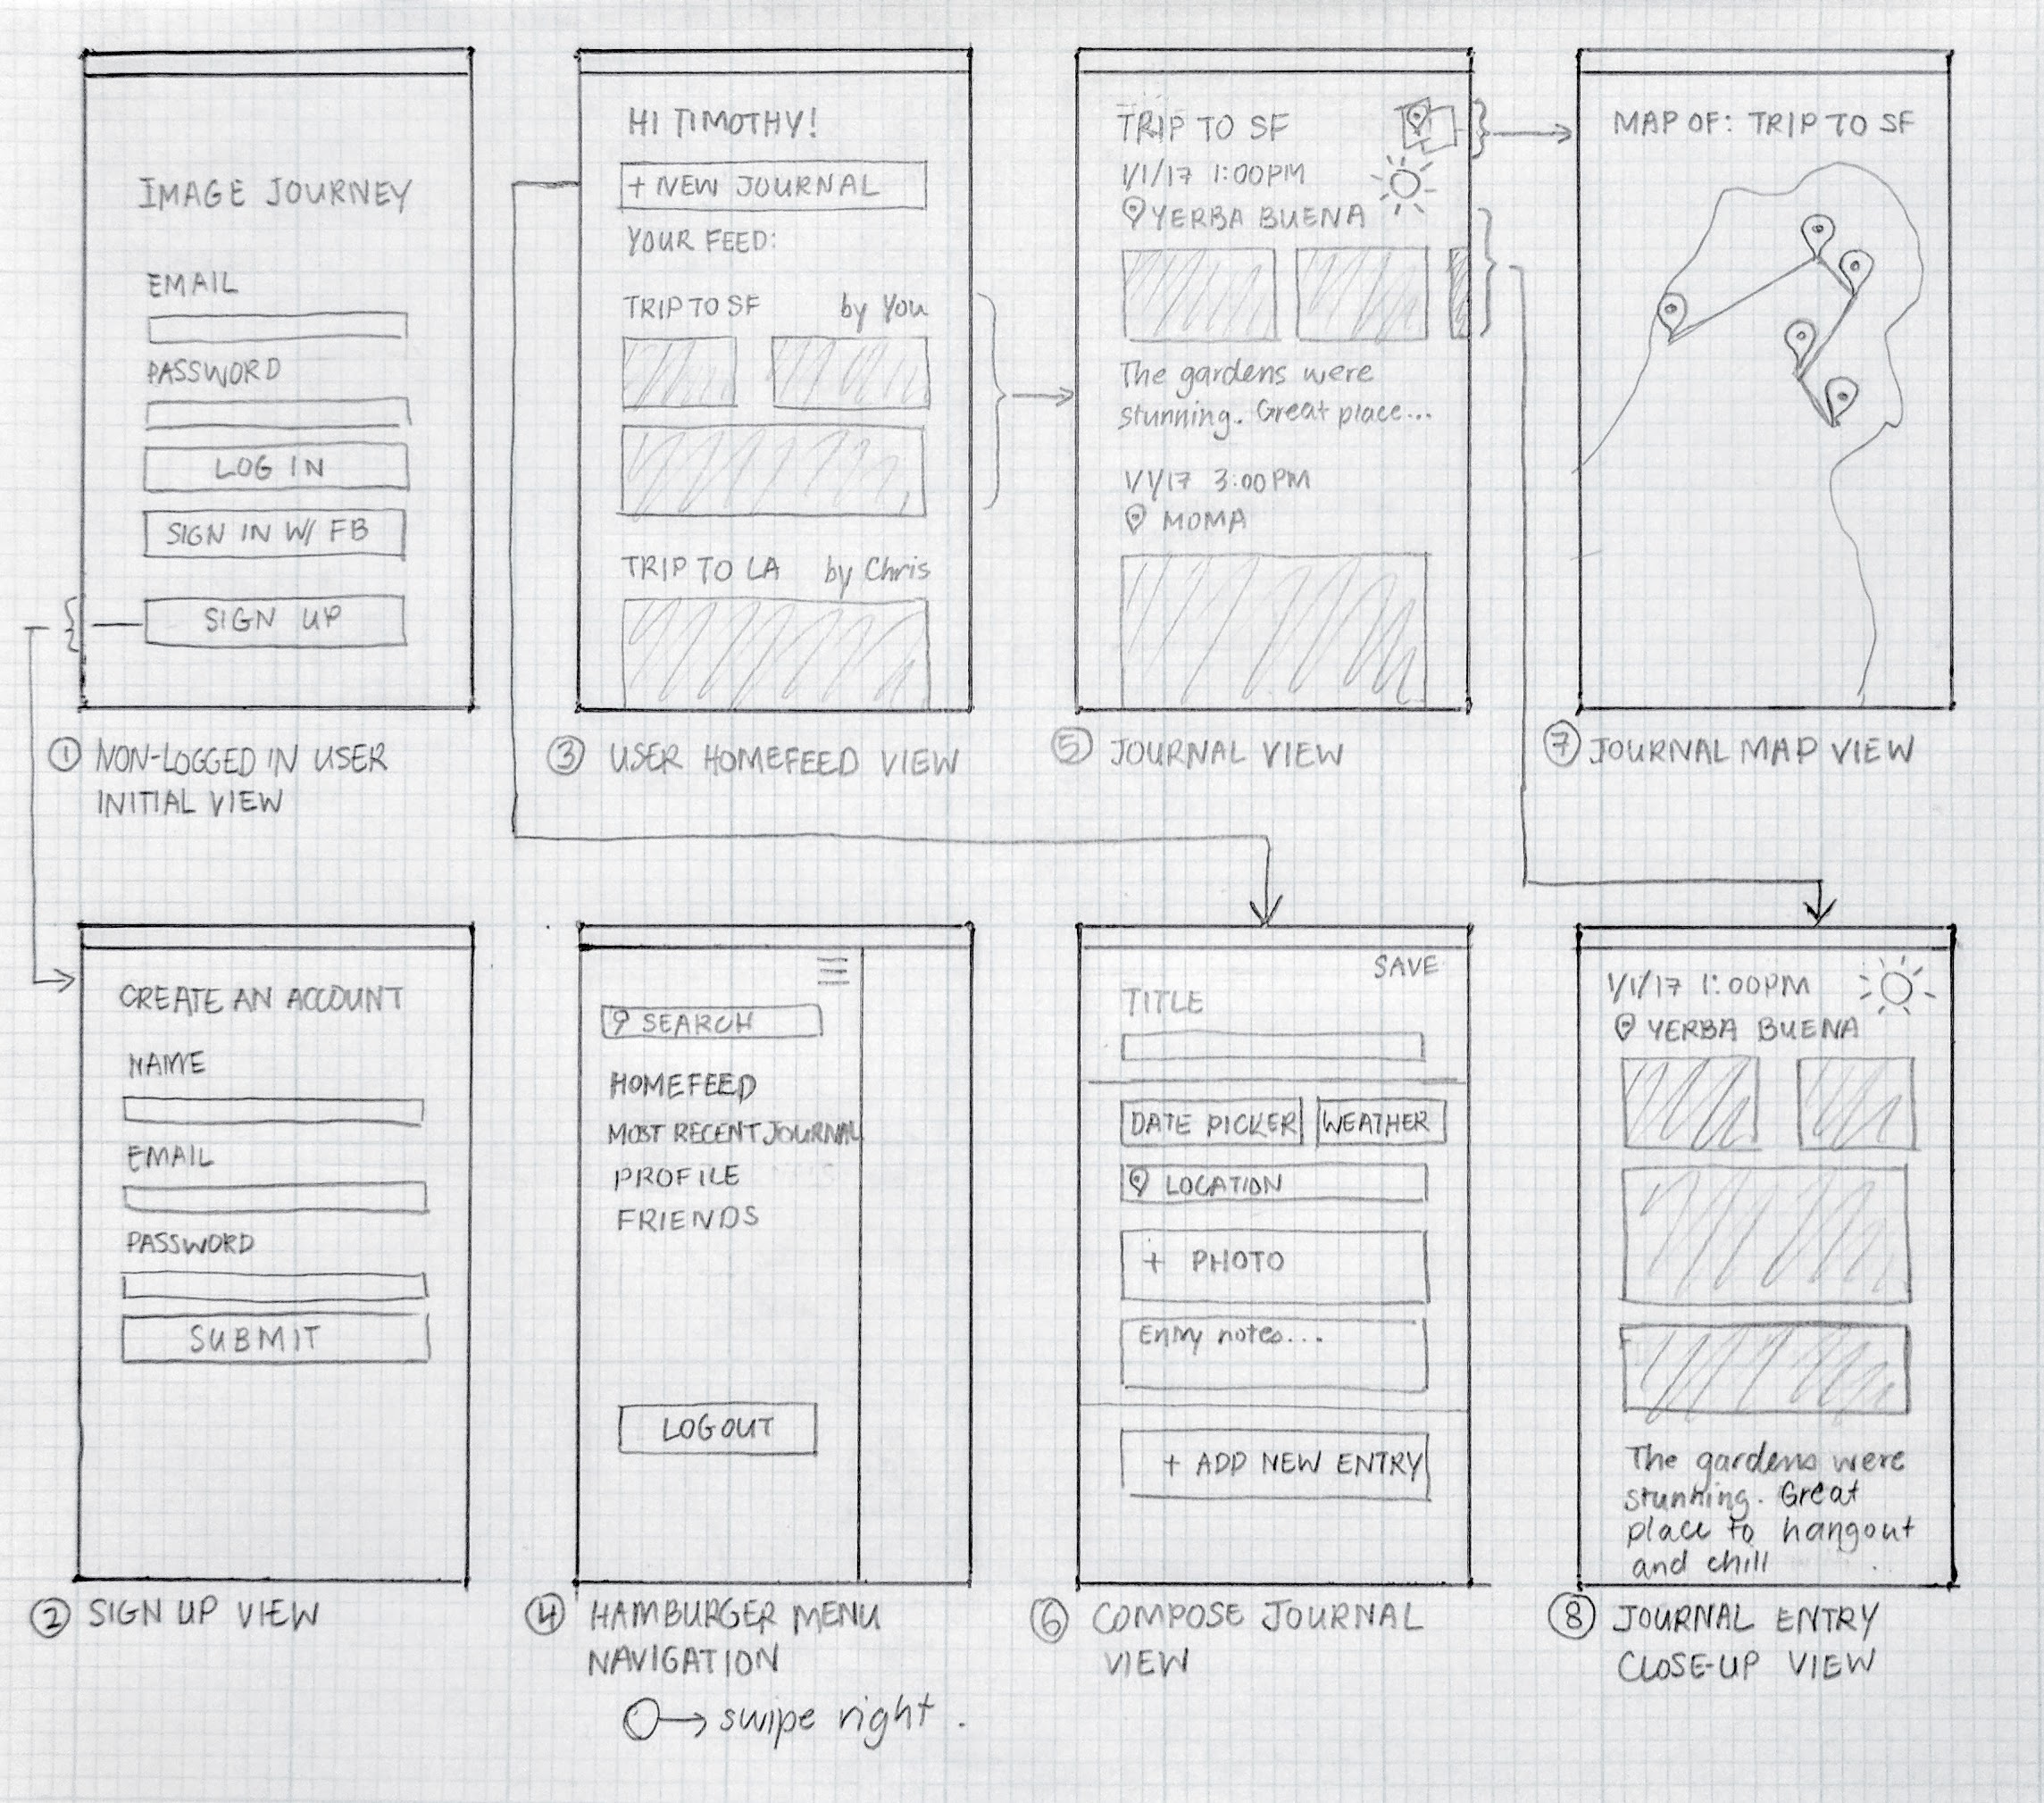 IMAGE JOURNEY
EMAIL
PASSWORD
LOG IN
SIGN IN W/ FB
SIGN UP
① NON-LOGGED IN USER
INITIAL VIEW
HI TIMOTHY!
+ NEW JOURNAL
YOUR FEED:
TRIP TO SF by You
TRIP TO LA by Chris
③ USER HOMEFEED VIEW
TRIP TO SF
1/1/17 1:00PM
YERBA BUENA
The gardens were
stunning. Great place...
1/1/17 3:00PM
MOMA
⑤ JOURNAL VIEW
MAP OF: TRIP TO SF
⑦ JOURNAL MAP VIEW
CREATE AN ACCOUNT
NAME
EMAIL
PASSWORD
SUBMIT
② SIGN UP VIEW
SEARCH
HOMEFEED
MOST RECENT JOURNAL
PROFILE
FRIENDS
LOGOUT
④ HAMBURGER MENU
NAVIGATION
→ swipe right.
SAVE
TITLE
DATE PICKER WEATHER
LOCATION
+ PHOTO
Entry notes...
+ ADD NEW ENTRY
⑥ COMPOSE JOURNAL
VIEW
1/1/17 1:00PM
YERBA BUENA
The gardens were
stunning. Great
place to hangout
and chill
⑧ JOURNAL ENTRY
CLOSE-UP VIEW